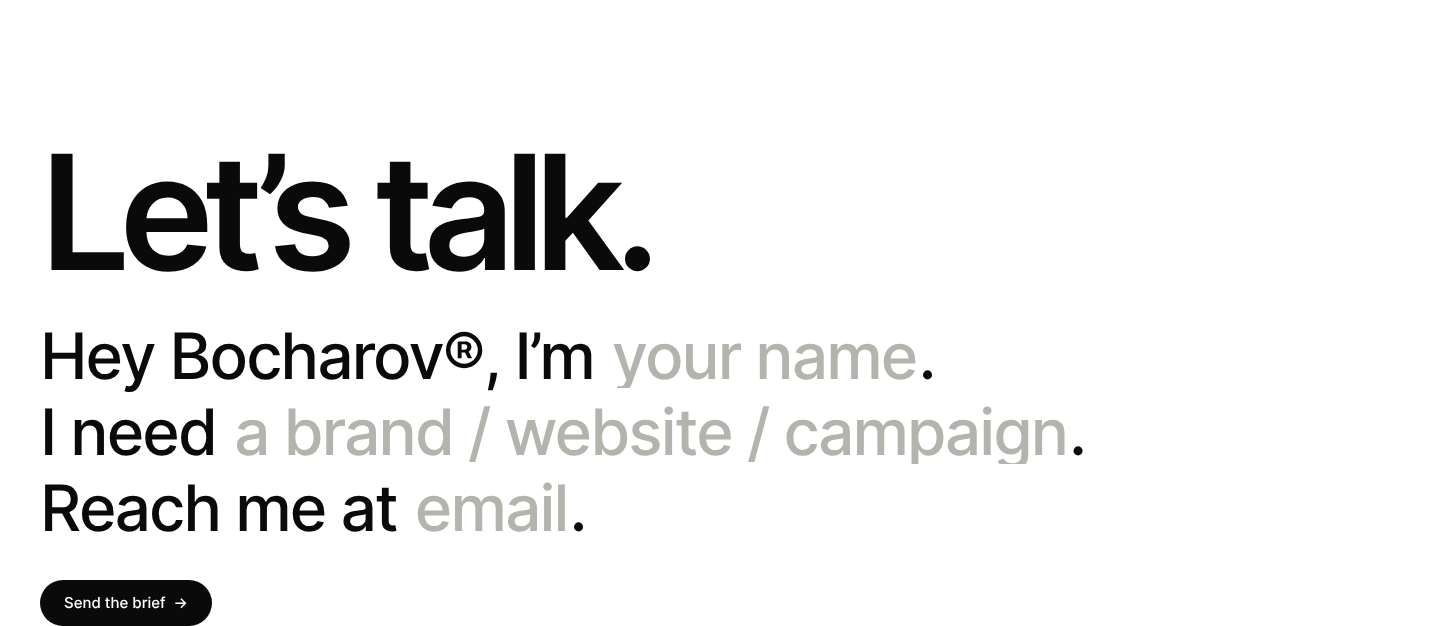 Let’s talk.
Hey Bocharov®, I’m your name.
I need a brand / website / campaign.
Reach me at email.
Send the brief →